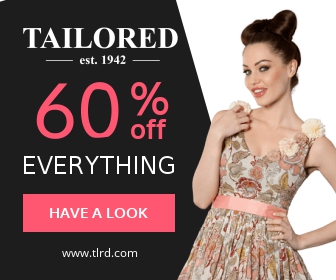 TAILORED
est. 1942
60%
off
EVERYTHING
HAVE A LOOK
www.tlrd.com